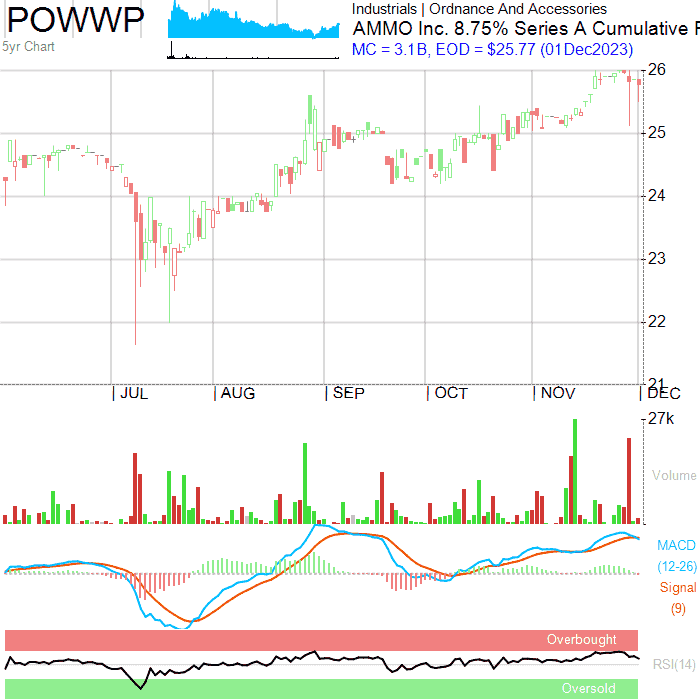 POWWP
5yr Chart
Industrials | Ordnance And Accessories
AMMO Inc. 8.75% Series A Cumulative
MC = 3.1B, EOD = $25.77 (01Dec2023)
26
25
24
23
22
21
JUL
AUG
SEP
OCT
NOV
DEC
27k
Volume
MACD
(12-26)
Signal
(9)
Overbought
RSI(14)
Oversold